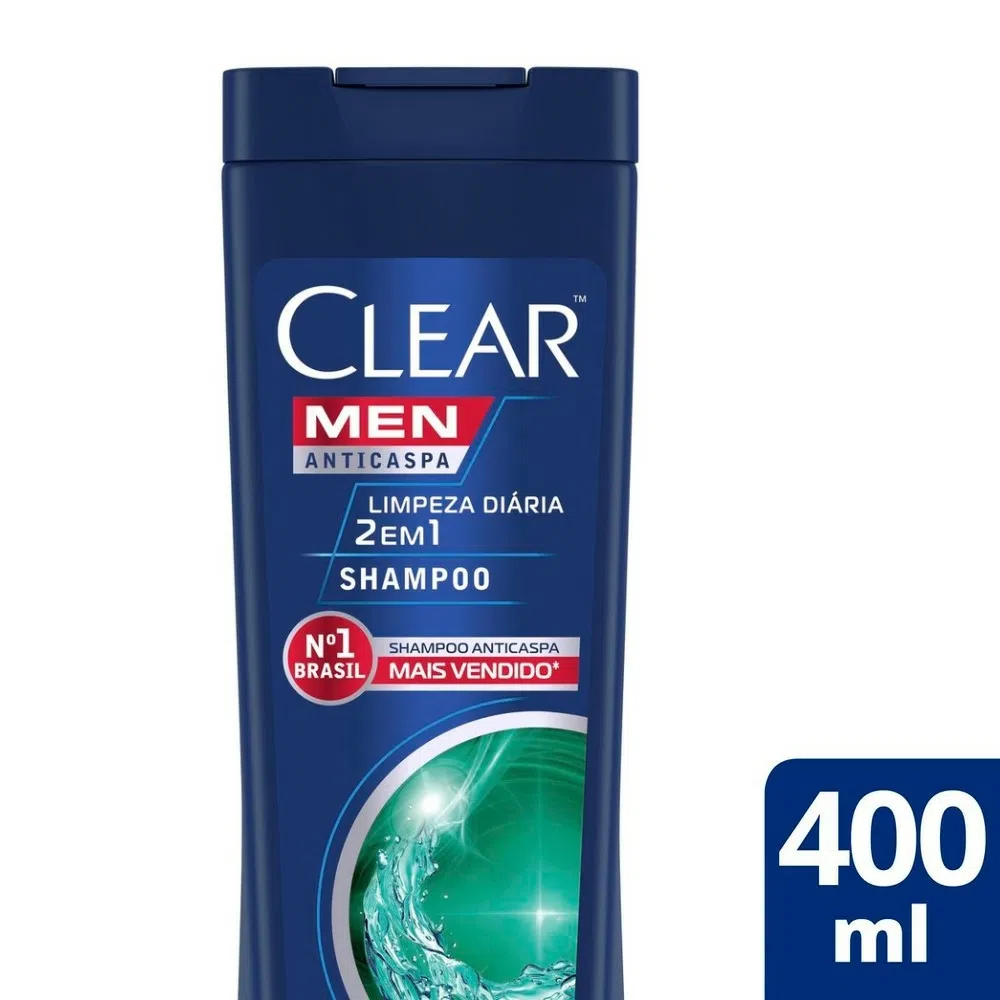 CLEAR™
MEN
ANTICASPA
LIMPEZA DIÁRIA
2EM1
SHAMPOO
Nº1
BRASIL
SHAMPOO ANTICASPA
MAIS VENDIDO*
400
ml